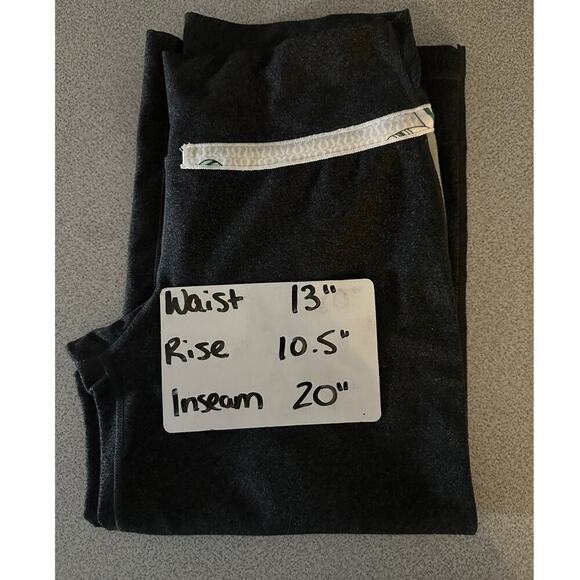 Waist 13"
Rise 10.5"
Inseam 20"